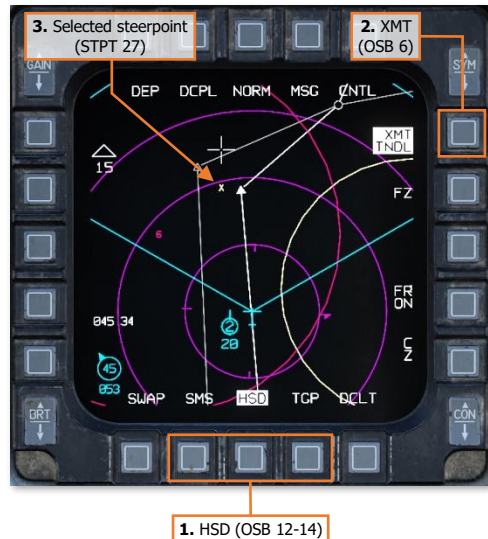 3. Selected steerpoint
(STPT 27)
2. XMT
(OSB 6)
GAIN
SYM
DEP DCPL NORM MSG CNTL
XMT
TNDL
15
FZ
6
FR
ON
045 34
2
20
CZ
45
053
SWAP SMS HSD TGP DCLT
BRT
CON
1. HSD (OSB 12-14)